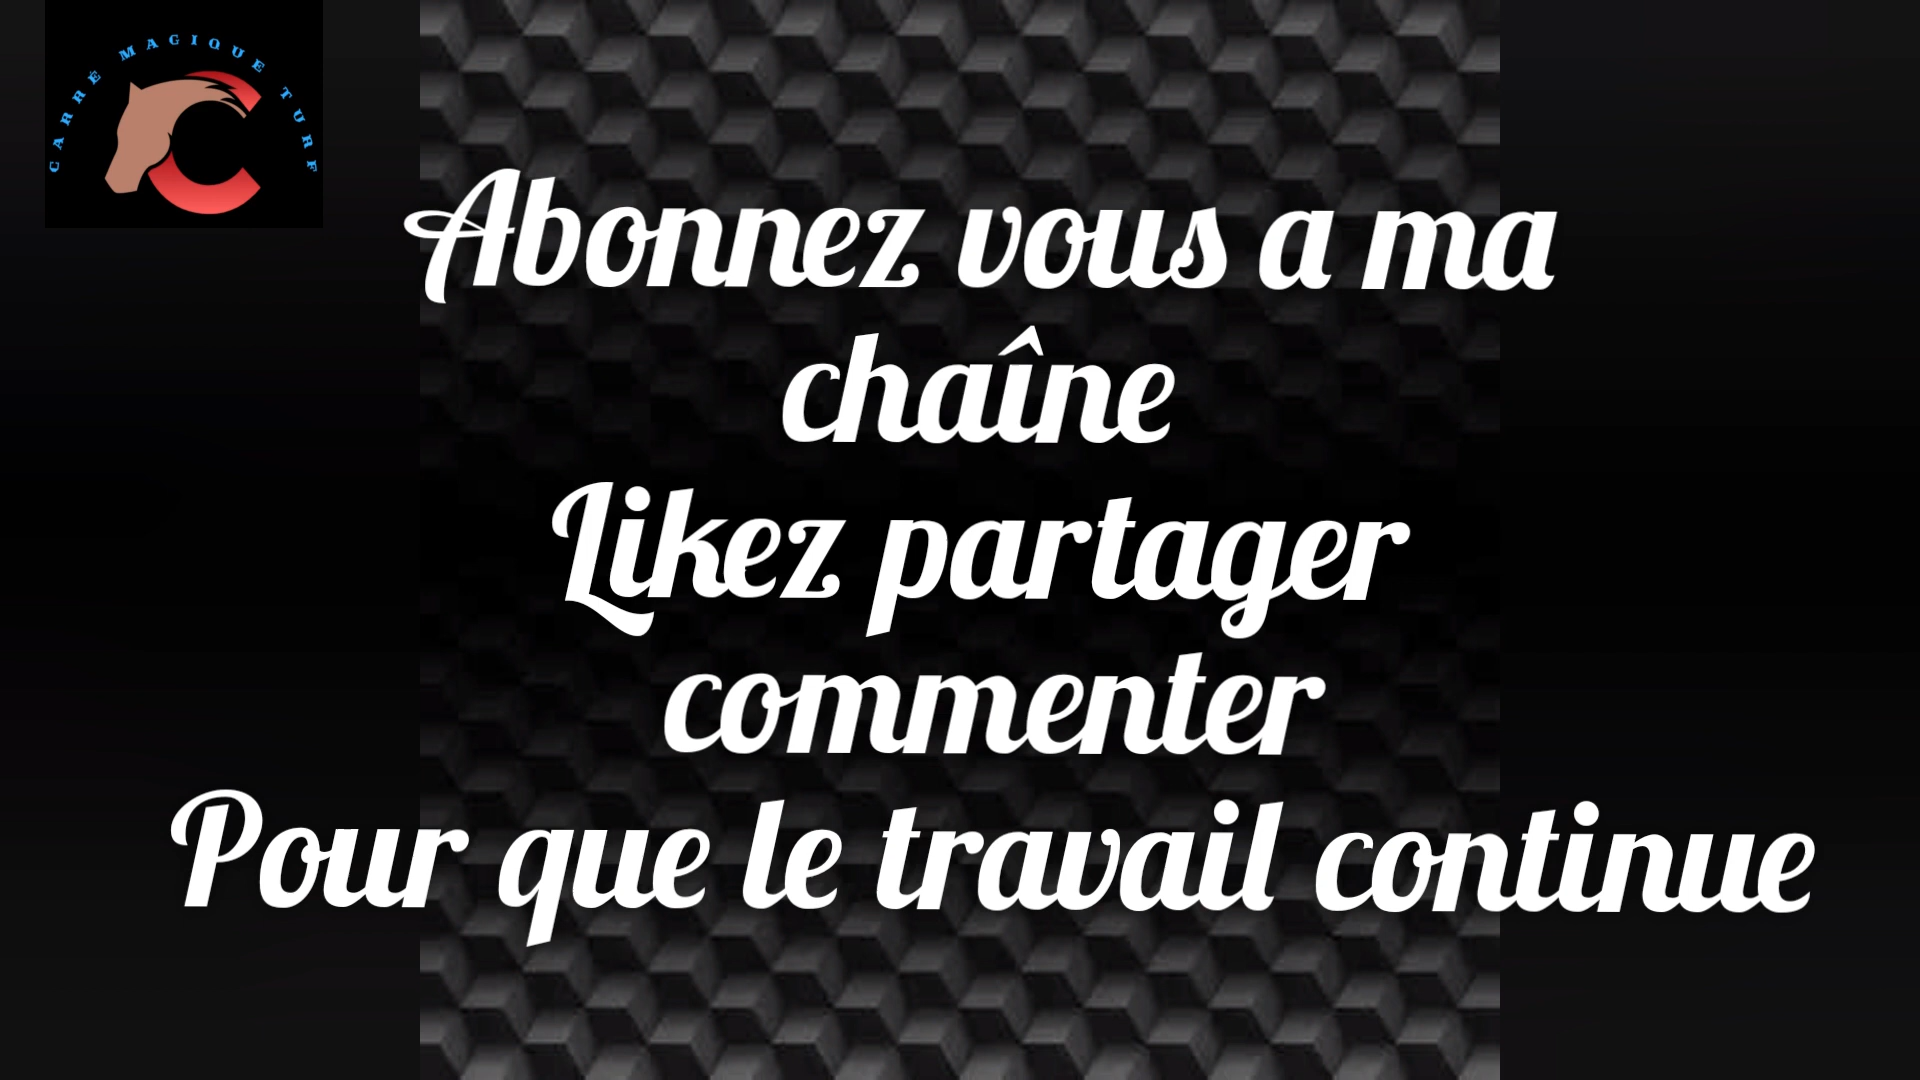 CARRÉ MAGIQUE TURF
Abonnez vous a ma
chaîne
Likez partager
commenter
Pour que le travail continue